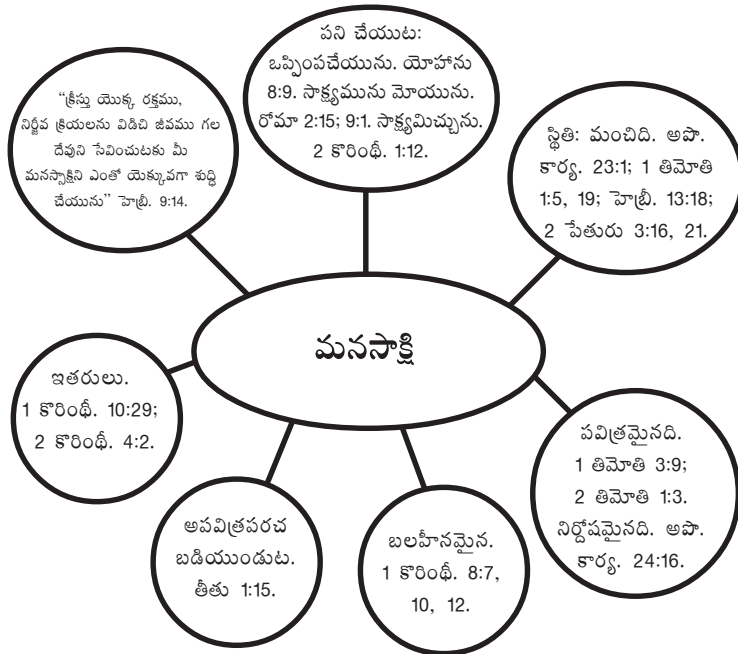 పని చేయుట:
ఒప్పింపచేయును. యోహాను
8:9. సాక్ష్యమును మోయును.
రోమా 2:15; 9:1. సాక్ష్యమిచ్చును.
2 కొరింథీ. 1:12.
“క్రీస్తు యొక్క రక్తము,
నిర్జీవ క్రియలను విడిచి జీవము గల
దేవుని సేవించుటకు మీ
మనస్సాక్షిని ఎంతో యెక్కువగా శుద్ధి
చేయును” హెబ్రీ. 9:14.
స్థితి: మంచిది. అపొ.
కార్య. 23:1; 1 తిమోతి
1:5, 19; హెబ్రీ. 13:18;
2 పేతురు 3:16, 21.
మనసాక్షి
ఇతరులు.
1 కొరింథీ. 10:29;
2 కొరింథీ. 4:2.
పవిత్రమైనది.
1 తిమోతి 3:9;
2 తిమోతి 1:3.
నిర్దోషమైనది. అపొ.
కార్య. 24:16.
అపవిత్రపరచ
బడియుండుట.
తీతు 1:15.
బలహీనమైన.
1 కొరింథీ. 8:7,
10, 12.